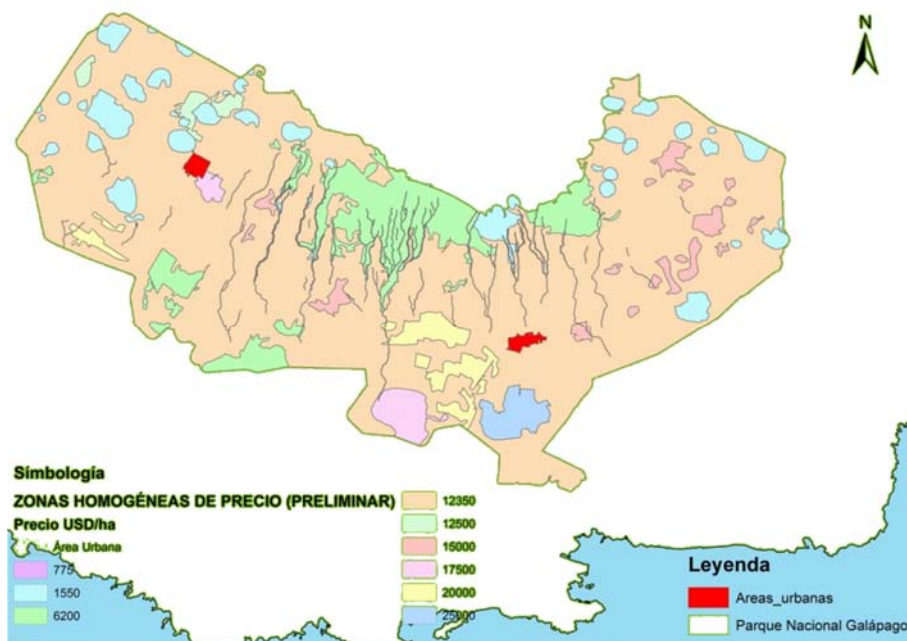 N
Simbología
ZONAS HOMOGÉNEAS DE PRECIO (PRELIMINAR)
Precio USD/ha
Área Urbana
775
1550
6200
12350
12500
15000
17500
20000
25000
Leyenda
Areas_urbanas
Parque Nacional Galápago